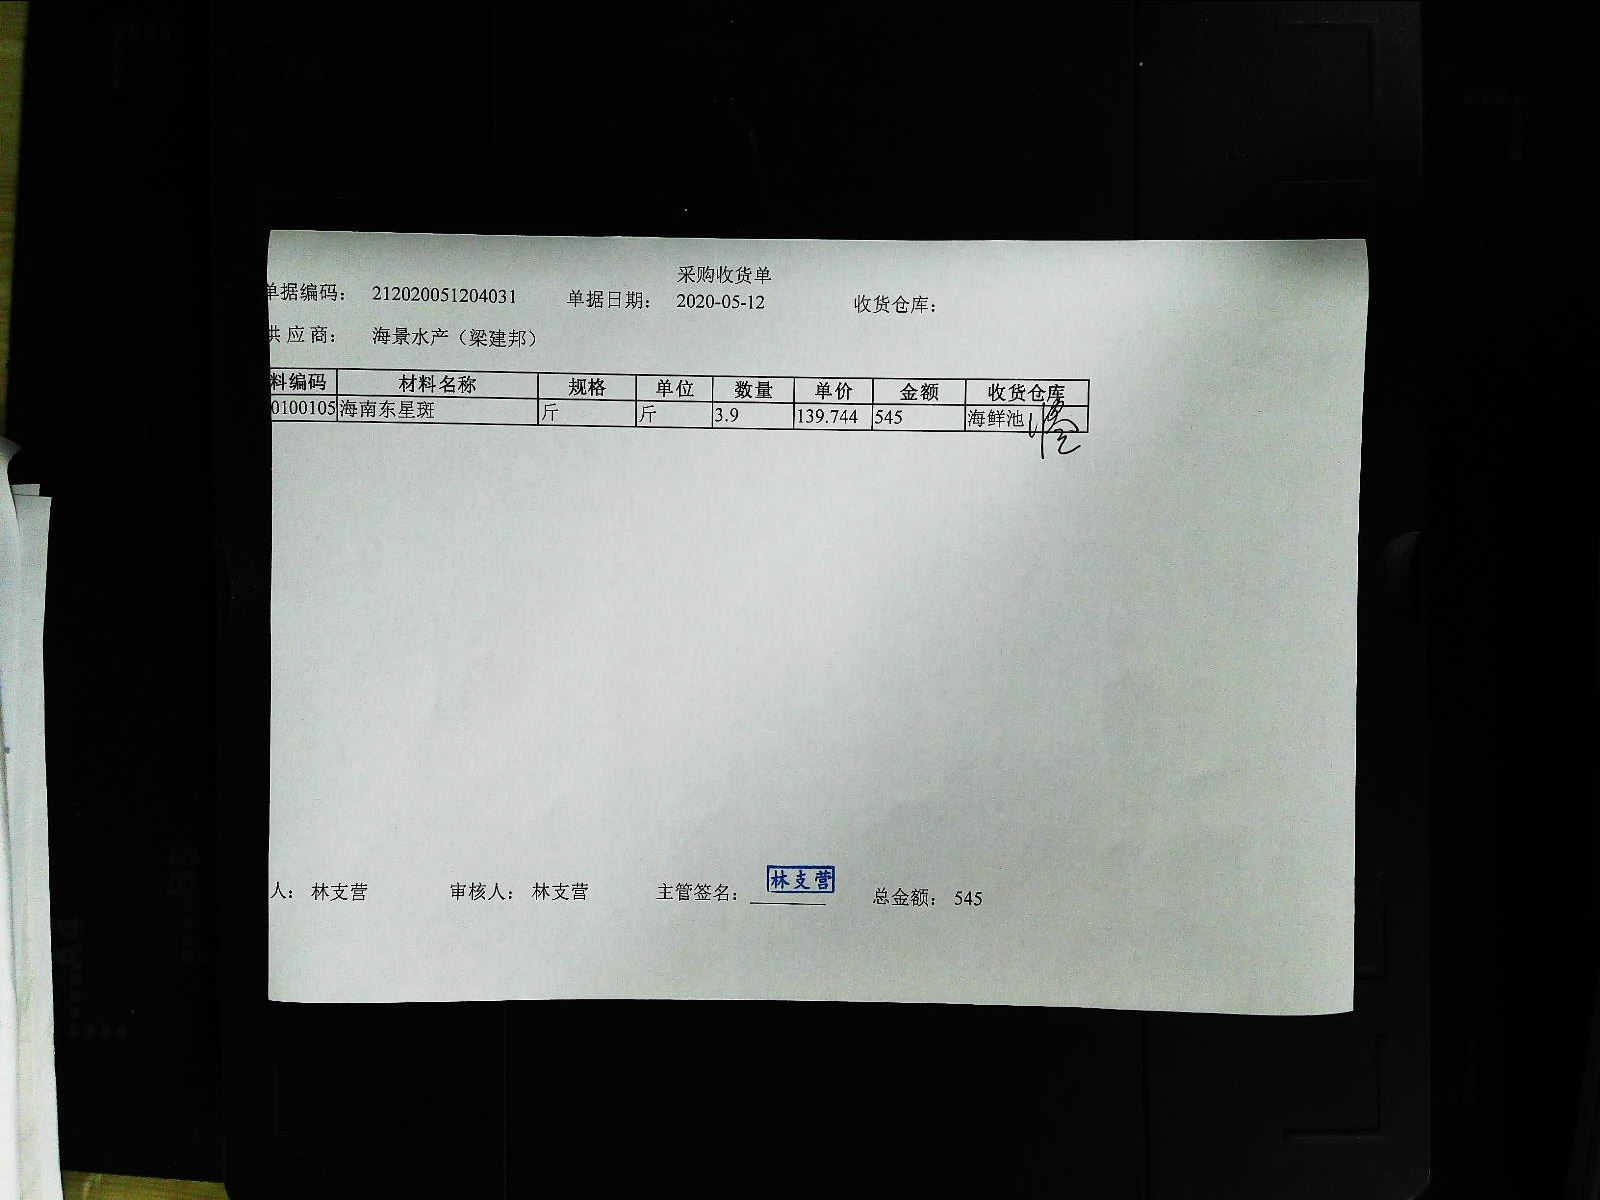 采购收货单
单据编码： 212020051204031 单据日期： 2020-05-12 收货仓库：
供应商： 海景水产（梁建邦）
料编码 材料名称 规格 单位 数量 单价 金额 收货仓库
0100105 海南东星斑 斤 斤 3.9 139.744 545 海鲜池
人： 林支营 审核人： 林支营 主管签名： 林支营 总金额： 545